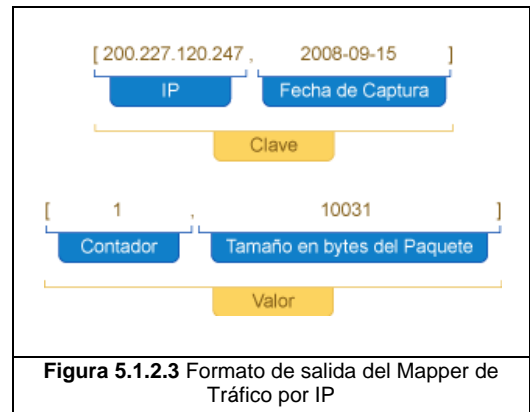 [ 200.227.120.247 , 2008-09-15 ]
IP Fecha de Captura
Clave
[ 1 , 10031 ]
Contador Tamaño en bytes del Paquete
Valor
Figura 5.1.2.3 Formato de salida del Mapper de
Tráfico por IP